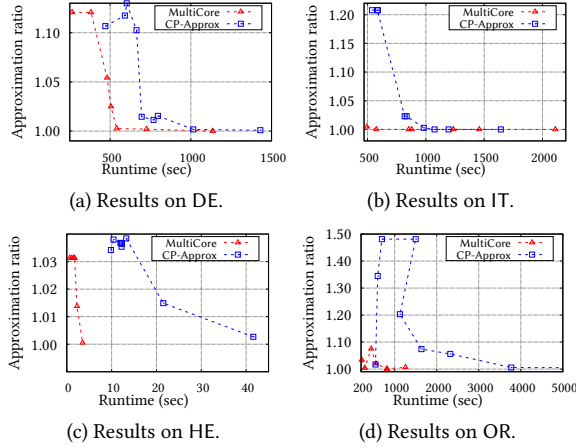 Approximation ratio
1.10
1.05
1.00
MultiCore
CP-Approx
500
1000
1500
Runtime (sec)
(a) Results on DE.
Approximation ratio
1.20
1.15
1.10
1.05
1.00
MultiCore
CP-Approx
500
1000
1500
2000
Runtime (sec)
(b) Results on IT.
Approximation ratio
1.03
1.02
1.01
1.00
MultiCore
CP-Approx
0
10
20
30
40
Runtime (sec)
(c) Results on HE.
Approximation ratio
1.50
1.40
1.30
1.20
1.10
1.00
MultiCore
CP-Approx
200
1000
2000
3000
4000
5000
Runtime (sec)
(d) Results on OR.